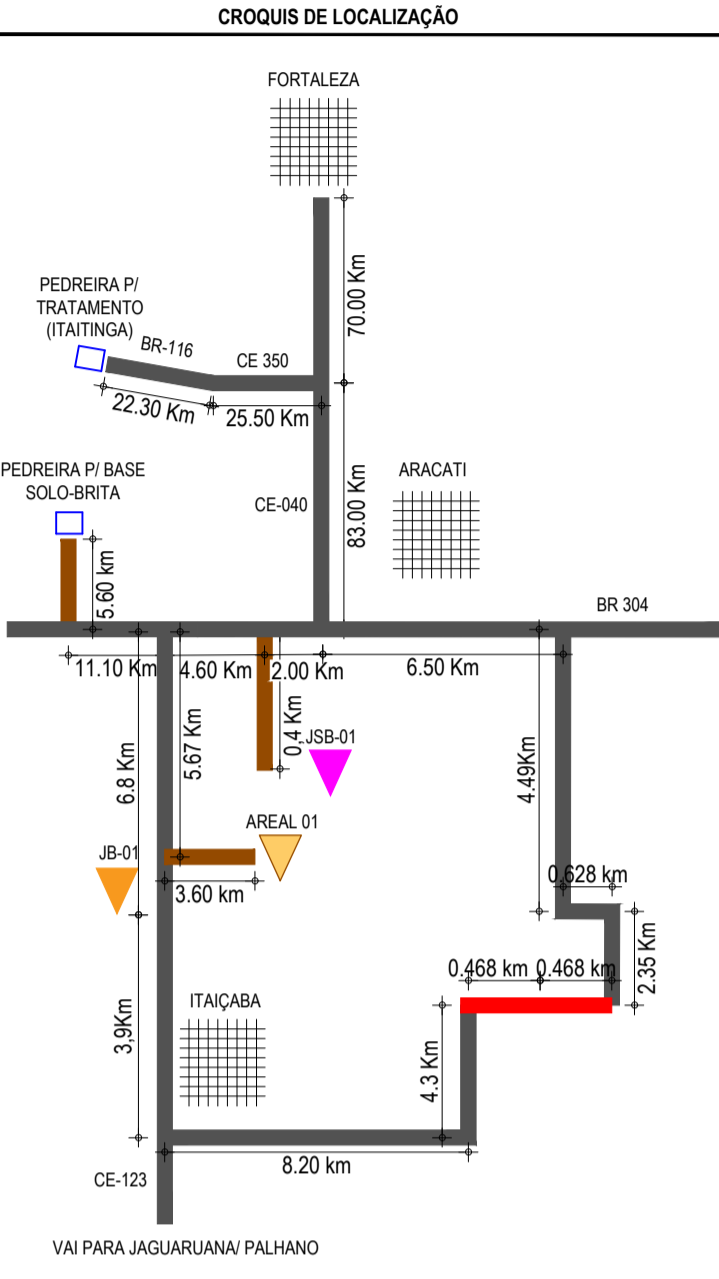 CROQUIS DE LOCALIZAÇÃO
FORTALEZA
70.00 Km
PEDREIRA P/
TRATAMENTO
(ITAITINGA)
BR-116
CE 350
22.30 Km
25.50 Km
PEDREIRA P/ BASE
SOLO-BRITA
ARACATI
CE-040
83.00 Km
5.60 km
BR 304
11.10 Km
4.60 Km
2.00 Km
6.50 Km
6.8 Km
5.67 Km
0,4 Km
JSB-01
4.49Km
AREAL 01
JB-01
3.60 km
0.628 km
2.35 Km
0.468 km
0.468 km
ITAIÇABA
3,9Km
4.3 Km
8.20 km
CE-123
VAI PARA JAGUARUANA/ PALHANO